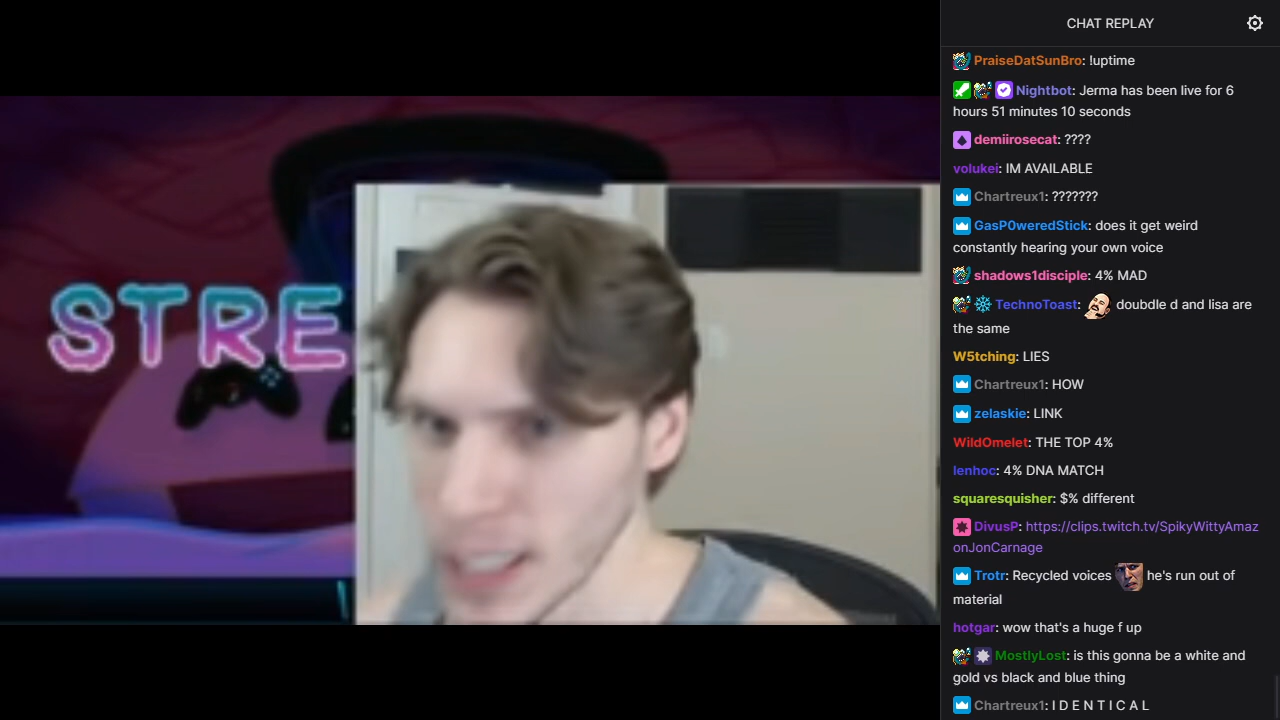 CHAT REPLAY
PraiseDatSunBro: !uptime
Nightbot: Jerma has been live for 6
hours 51 minutes 10 seconds
demiirosecat: ????
volukei: IM AVAILABLE
Chartreux1: ???????
GasP0weredStick: does it get weird
constantly hearing your own voice
shadows1disciple: 4% MAD
TechnoToast: doubdle d and lisa are
the same
W5tching: LIES
Chartreux1: HOW
zelaskie: LINK
WildOmelet: THE TOP 4%
lenhoc: 4% DNA MATCH
squaresquisher: $% different
DivusP: https://clips.twitch.tv/SpikyWittyAmaz
onJonCarnage
Trotr: Recycled voices he's run out of
material
hotgar: wow that's a huge f up
MostlyLost: is this gonna be a white and
gold vs black and blue thing
Chartreux1: I D E N T I C A L
STRE